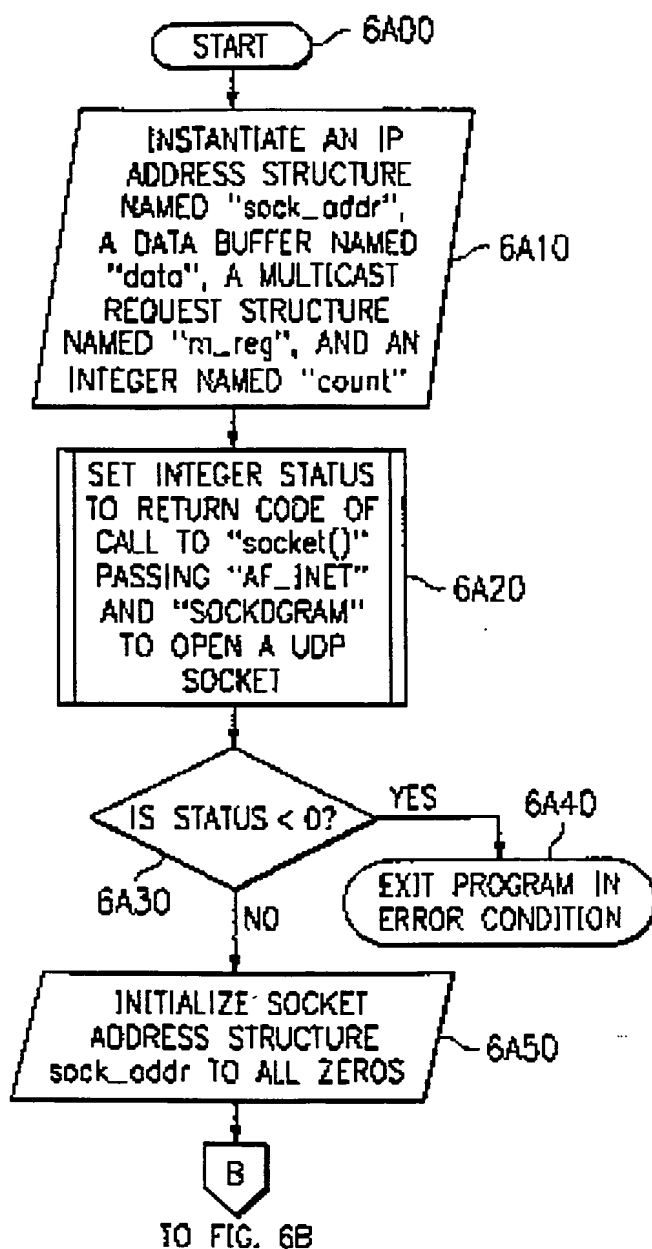 START
6A00
INSTANTIATE AN IP
ADDRESS STRUCTURE
NAMED "sock_addr",
A DATA BUFFER NAMED
"data", A MULTICAST
REQUEST STRUCTURE
NAMED "m_reg", AND AN
INTEGER NAMED "count"
6A10
SET INTEGER STATUS
TO RETURN CODE OF
CALL TO "socket()"
PASSING "AF_INET"
AND "SOCKDGRAM"
TO OPEN A UDP
SOCKET
6A20
IS STATUS < 0?
YES
6A30
NO
6A40
EXIT PROGRAM IN
ERROR CONDITION
INITIALIZE SOCKET
ADDRESS STRUCTURE
sock_addr TO ALL ZEROS
6A50
B
TO FIG. 6B